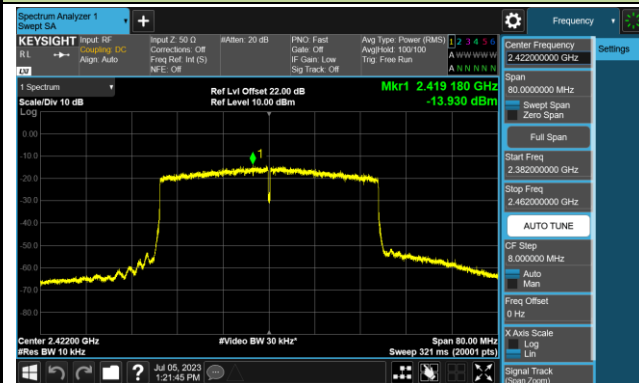 Spectrum Analyzer 1
Swept SA
+
Frequency
KEYSIGHT Input: RF
RL Coupling: DC
Align: Auto
Input Z: 50 Ω
Corrections: Off
Freq Ref: Int (S)
NFE: Off
#Atten: 20 dB
PNO: Fast
Gate: Off
IF Gain: Low
Sig Track: Off
Avg Type: Power (RMS)
Avg|Hold: 100/100
Trig: Free Run
1 2 3 4 5 6
A W W W W W
A N N N N N
LXI
1 Spectrum
Scale/Div 10 dB
Log
Ref Lvl Offset 22.00 dB
Ref Level 10.00 dBm
Mkr1 2.419 180 GHz
-13.930 dBm
1
0.00
-10.0
-20.0
-30.0
-40.0
-50.0
-60.0
-70.0
-80.0
Center 2.42200 GHz
#Res BW 10 kHz
#Video BW 30 kHz*
Span 80.00 MHz
Sweep 321 ms (20001 pts)
Jul 05, 2023
1:21:45 PM
Center Frequency
2.422000000 GHz
Settings
Span
80.0000000 MHz
Swept Span
Zero Span
Full Span
Start Freq
2.382000000 GHz
Stop Freq
2.462000000 GHz
AUTO TUNE
CF Step
8.000000 MHz
Auto
Man
Freq Offset
0 Hz
X Axis Scale
Log
Lin
Signal Track
(Span Zoom)